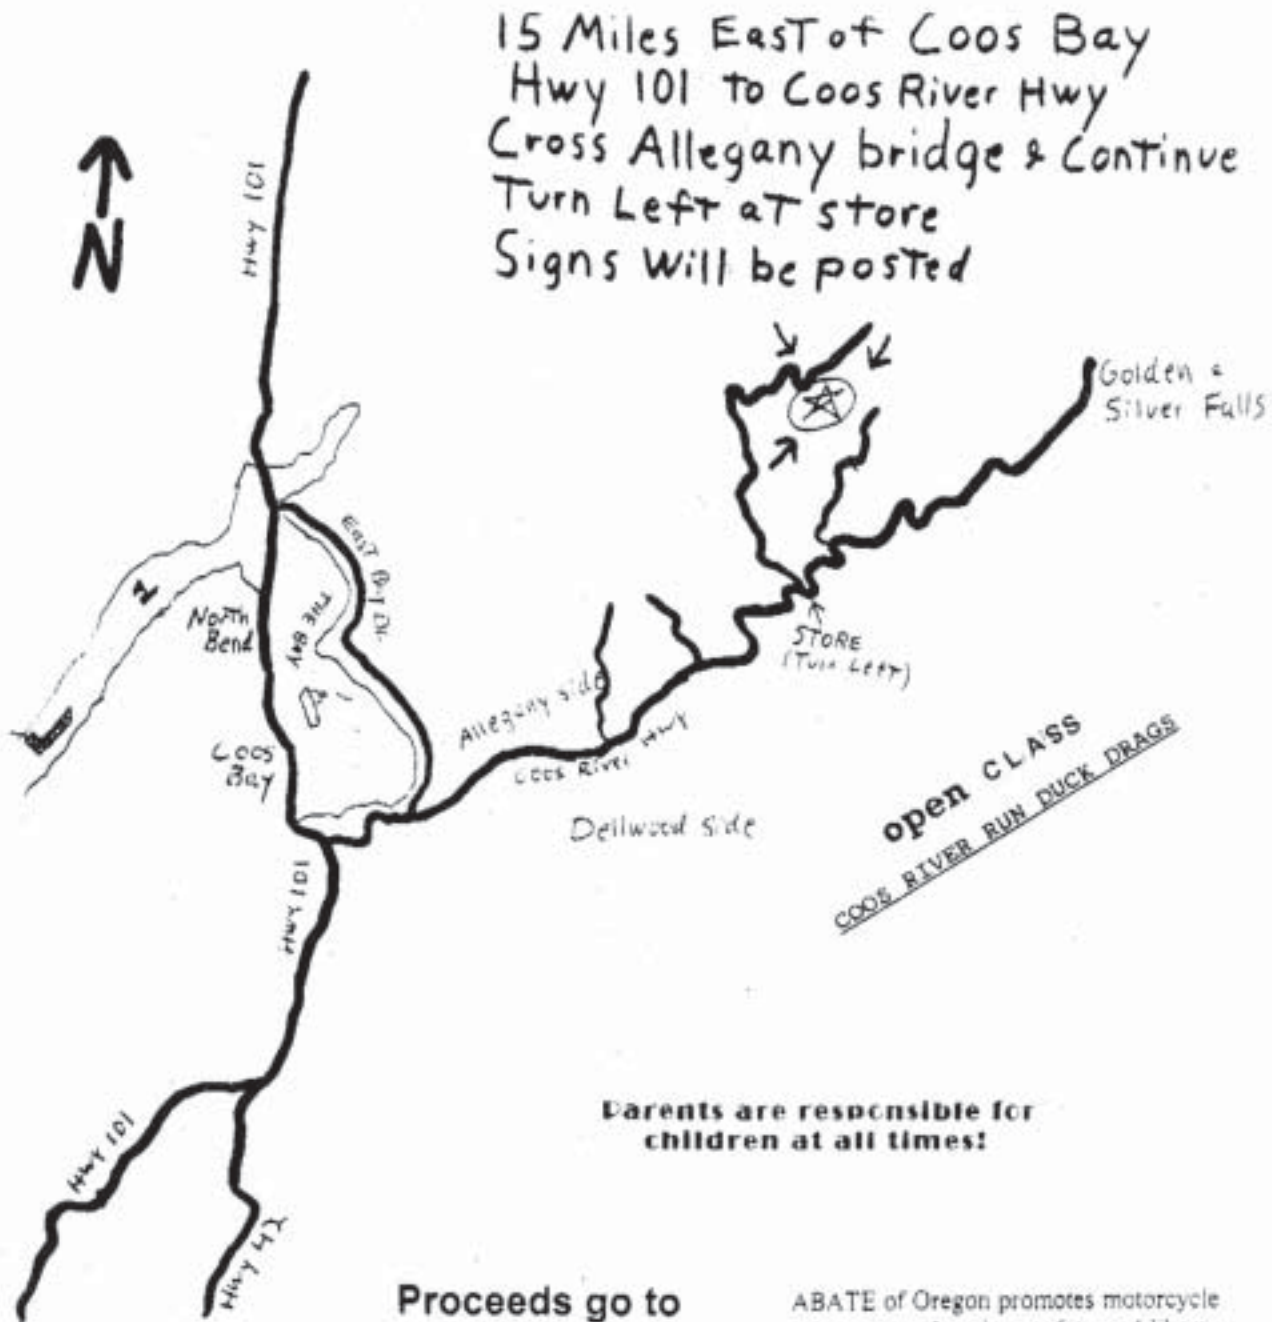 15 Miles East of Coos Bay
Hwy 101 to Coos River Hwy
Cross Allegany bridge & Continue
Turn Left at store
Signs will be posted
N
Hwy 101
Golden &
Silver Falls
East Bay Dr.
THE BAY
North
Bend
STORE
(Turn Left)
Allegany side
Coos
Bay
Coos River Hwy
Dellwood side
open CLASS
COOS RIVER RUN DUCK DRAGS
Hwy 101
Parents are responsible for
children at all times!
Hwy 101
Hwy 42
Proceeds go to
ABATE of Oregon promotes motorcycle